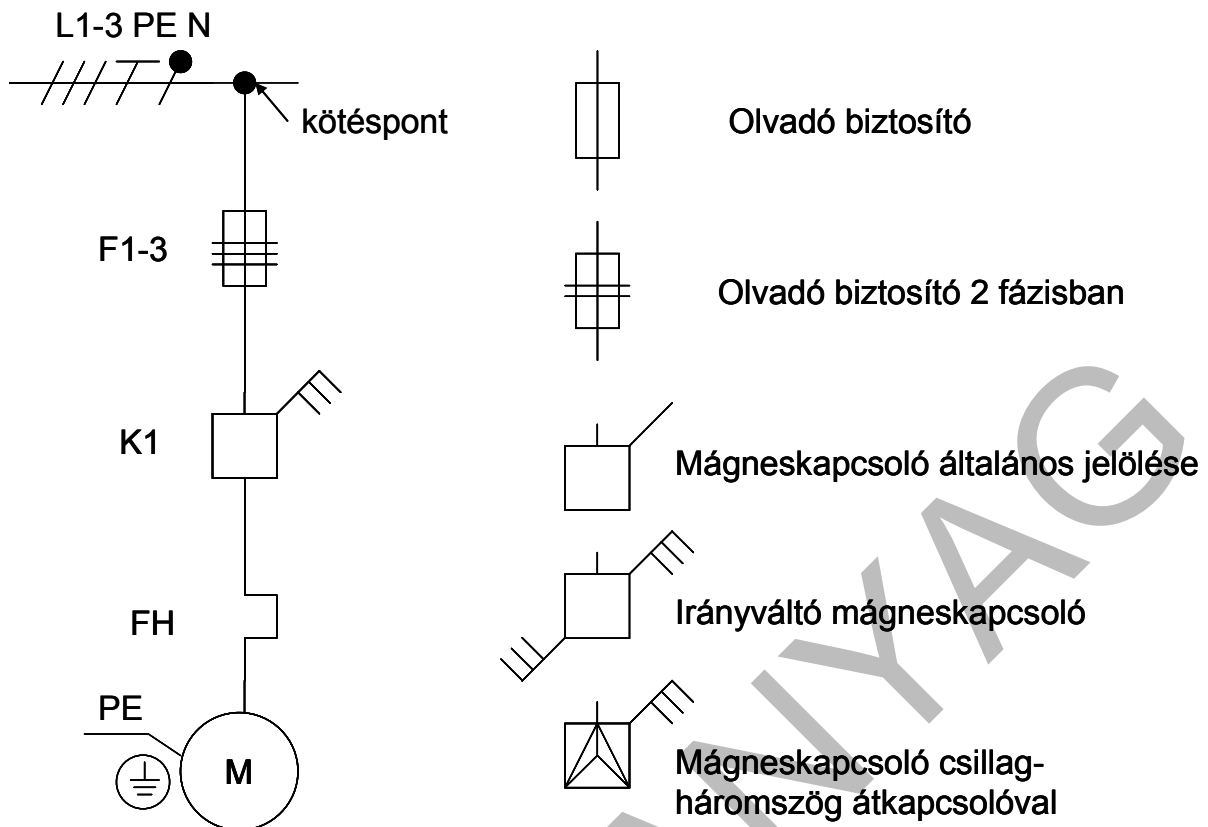 L1-3 PE N
kötéspont
F1-3
K1
FH
PE
M
Olvadó biztosító
Olvadó biztosító 2 fázisban
Mágneskapcsoló általános jelölése
Irányváltó mágneskapcsoló
Mágneskapcsoló csillag-
háromszög átkapcsolóval
NYAG